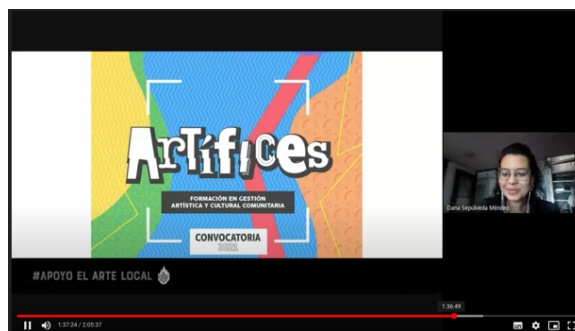 Artífices
FORMACIÓN EN GESTIÓN
ARTÍSTICA Y CULTURAL COMUNITARIA
CONVOCATORIA
2021
Dana Sepúlveda Méndez
#APOYO EL ARTE LOCAL
1:36:49
1:37:24 / 2:05:37